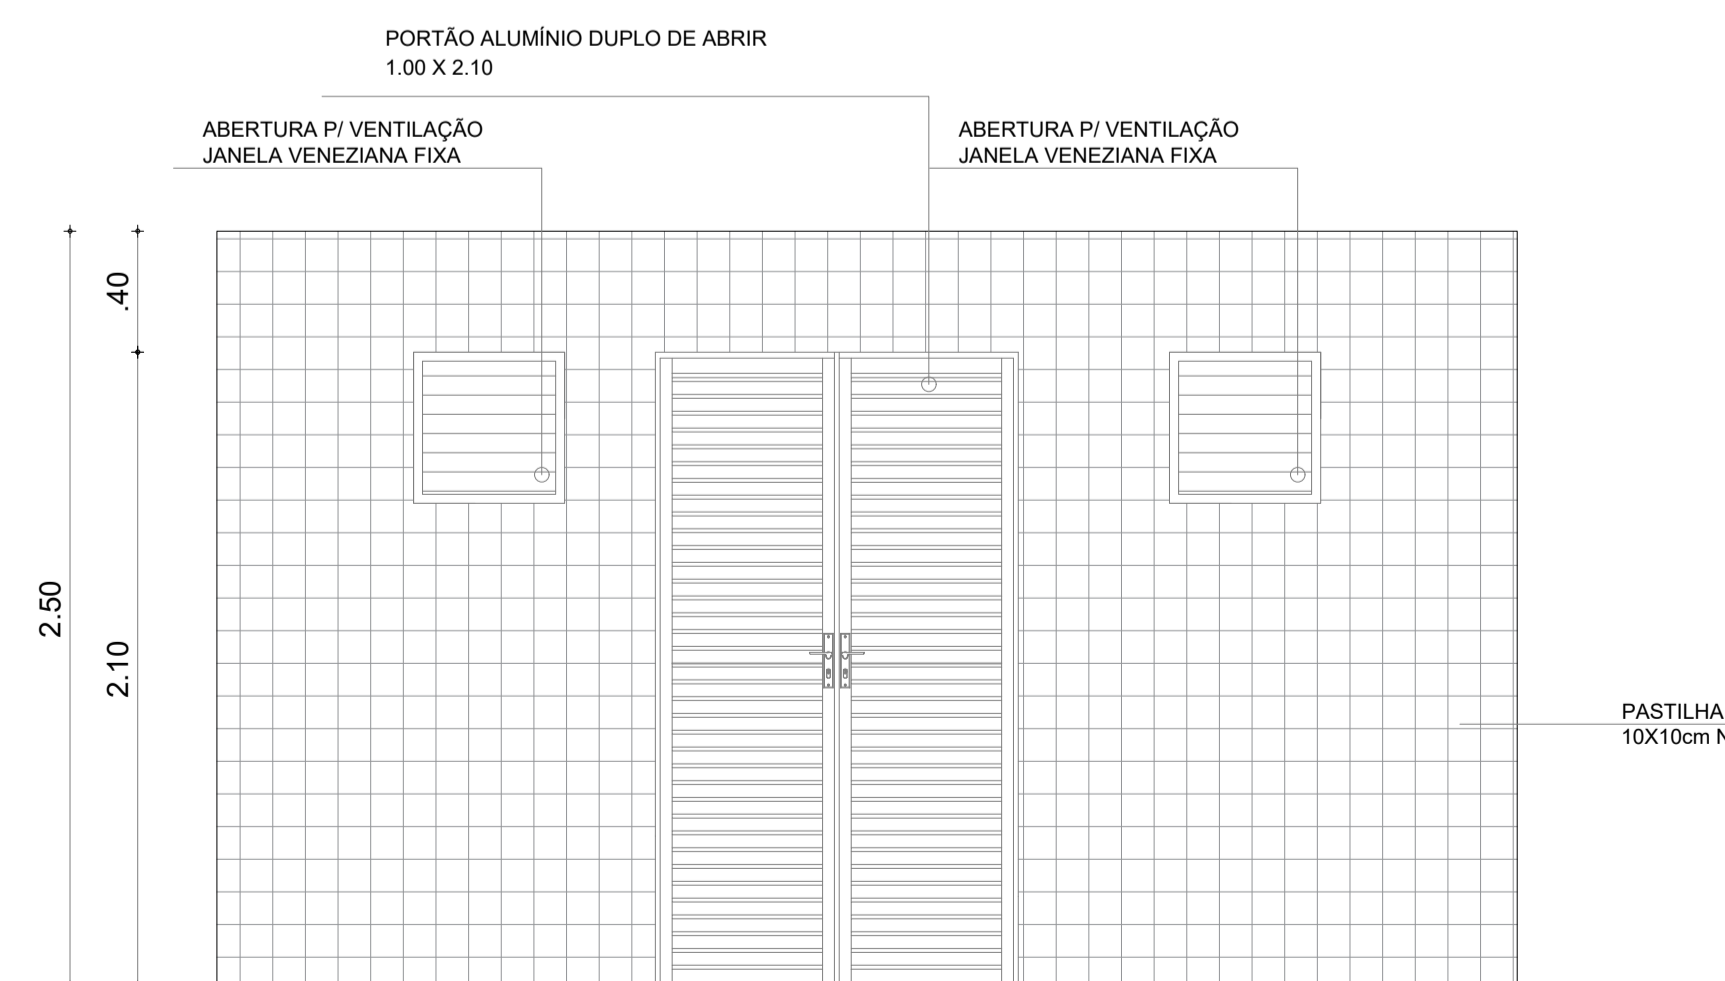 PORTÃO ALUMÍNIO DUPLO DE ABRIR
1.00 X 2.10
ABERTURA P/ VENTILAÇÃO
JANELA VENEZIANA FIXA
ABERTURA P/ VENTILAÇÃO
JANELA VENEZIANA FIXA
.40
2.50
2.10
PASTILHA
10X10cm